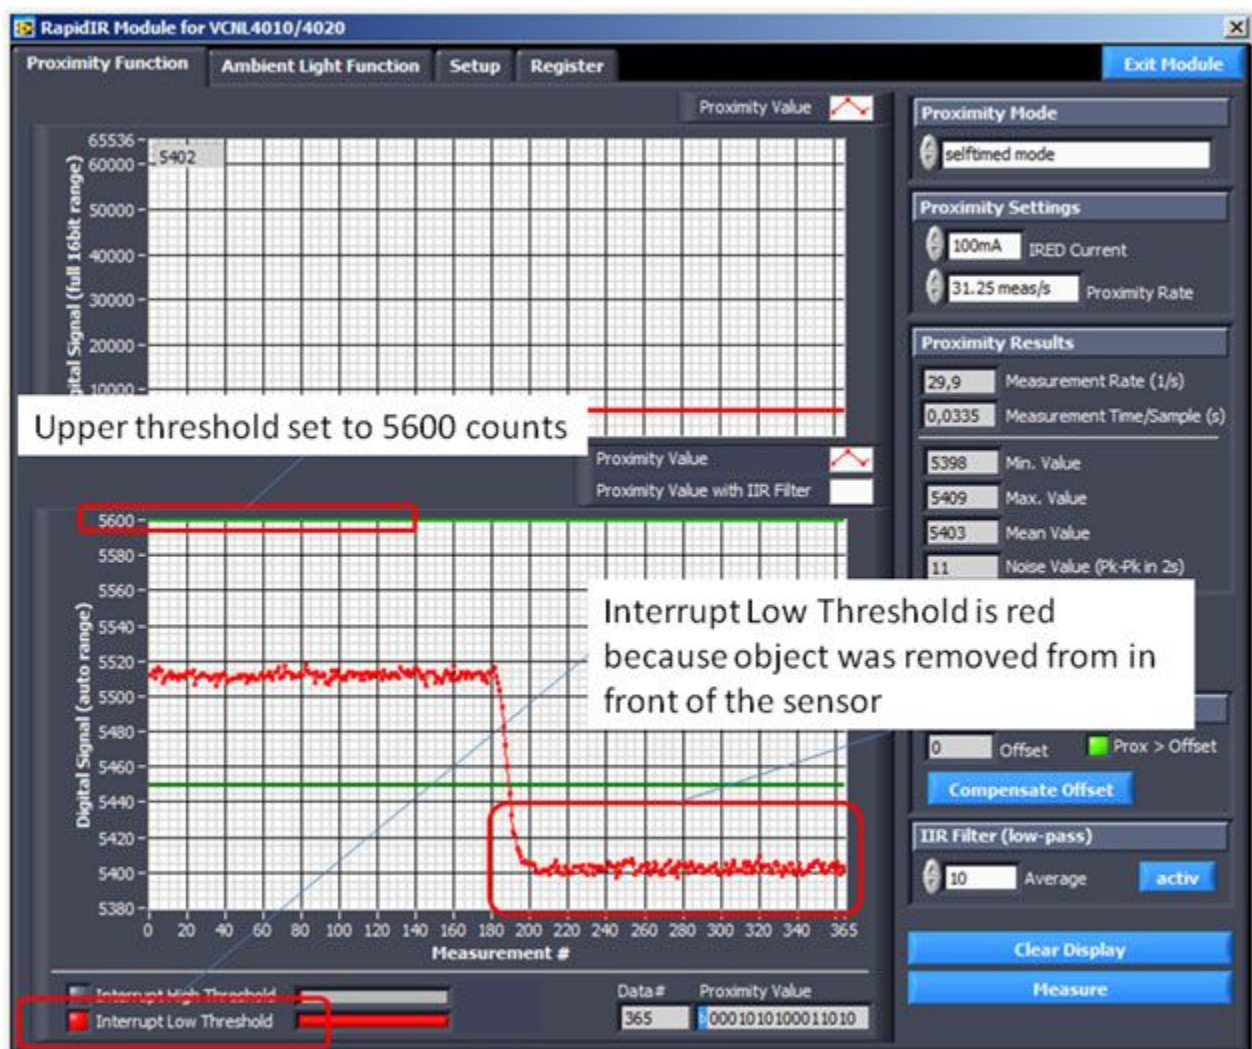 RapidIR Module for VCNL4010/4020
Proximity Function
Ambient Light Function
Setup
Register
Exit Module
Proximity Value
65536
60000
50000
40000
30000
20000
10000
5402
Signal (full 16bit range)
Upper threshold set to 5600 counts
Proximity Value
Proximity Value with IIR Filter
5600
5580
5560
5540
5520
5500
5480
5460
5440
5420
5400
5380
Digital Signal (auto range)
0 20 40 60 80 100 120 140 160 180 200 220 240 260 280 300 320 340 365
Measurement #
Interrupt Low Threshold is red
because object was removed from in
front of the sensor
Interrupt High Threshold
Interrupt Low Threshold
Data#
365
Proximity Value
0001010100011010
Proximity Mode
selftimed mode
Proximity Settings
100mA IRED Current
31.25 meas/s Proximity Rate
Proximity Results
29,9 Measurement Rate (1/s)
0,0335 Measurement Time/Sample (s)
5398 Min. Value
5409 Max. Value
5403 Mean Value
11 Noise Value (Pk-Pk in 2s)
0 Offset Prox > Offset
Compensate Offset
IIR Filter (low-pass)
10 Average activ
Clear Display
Measure